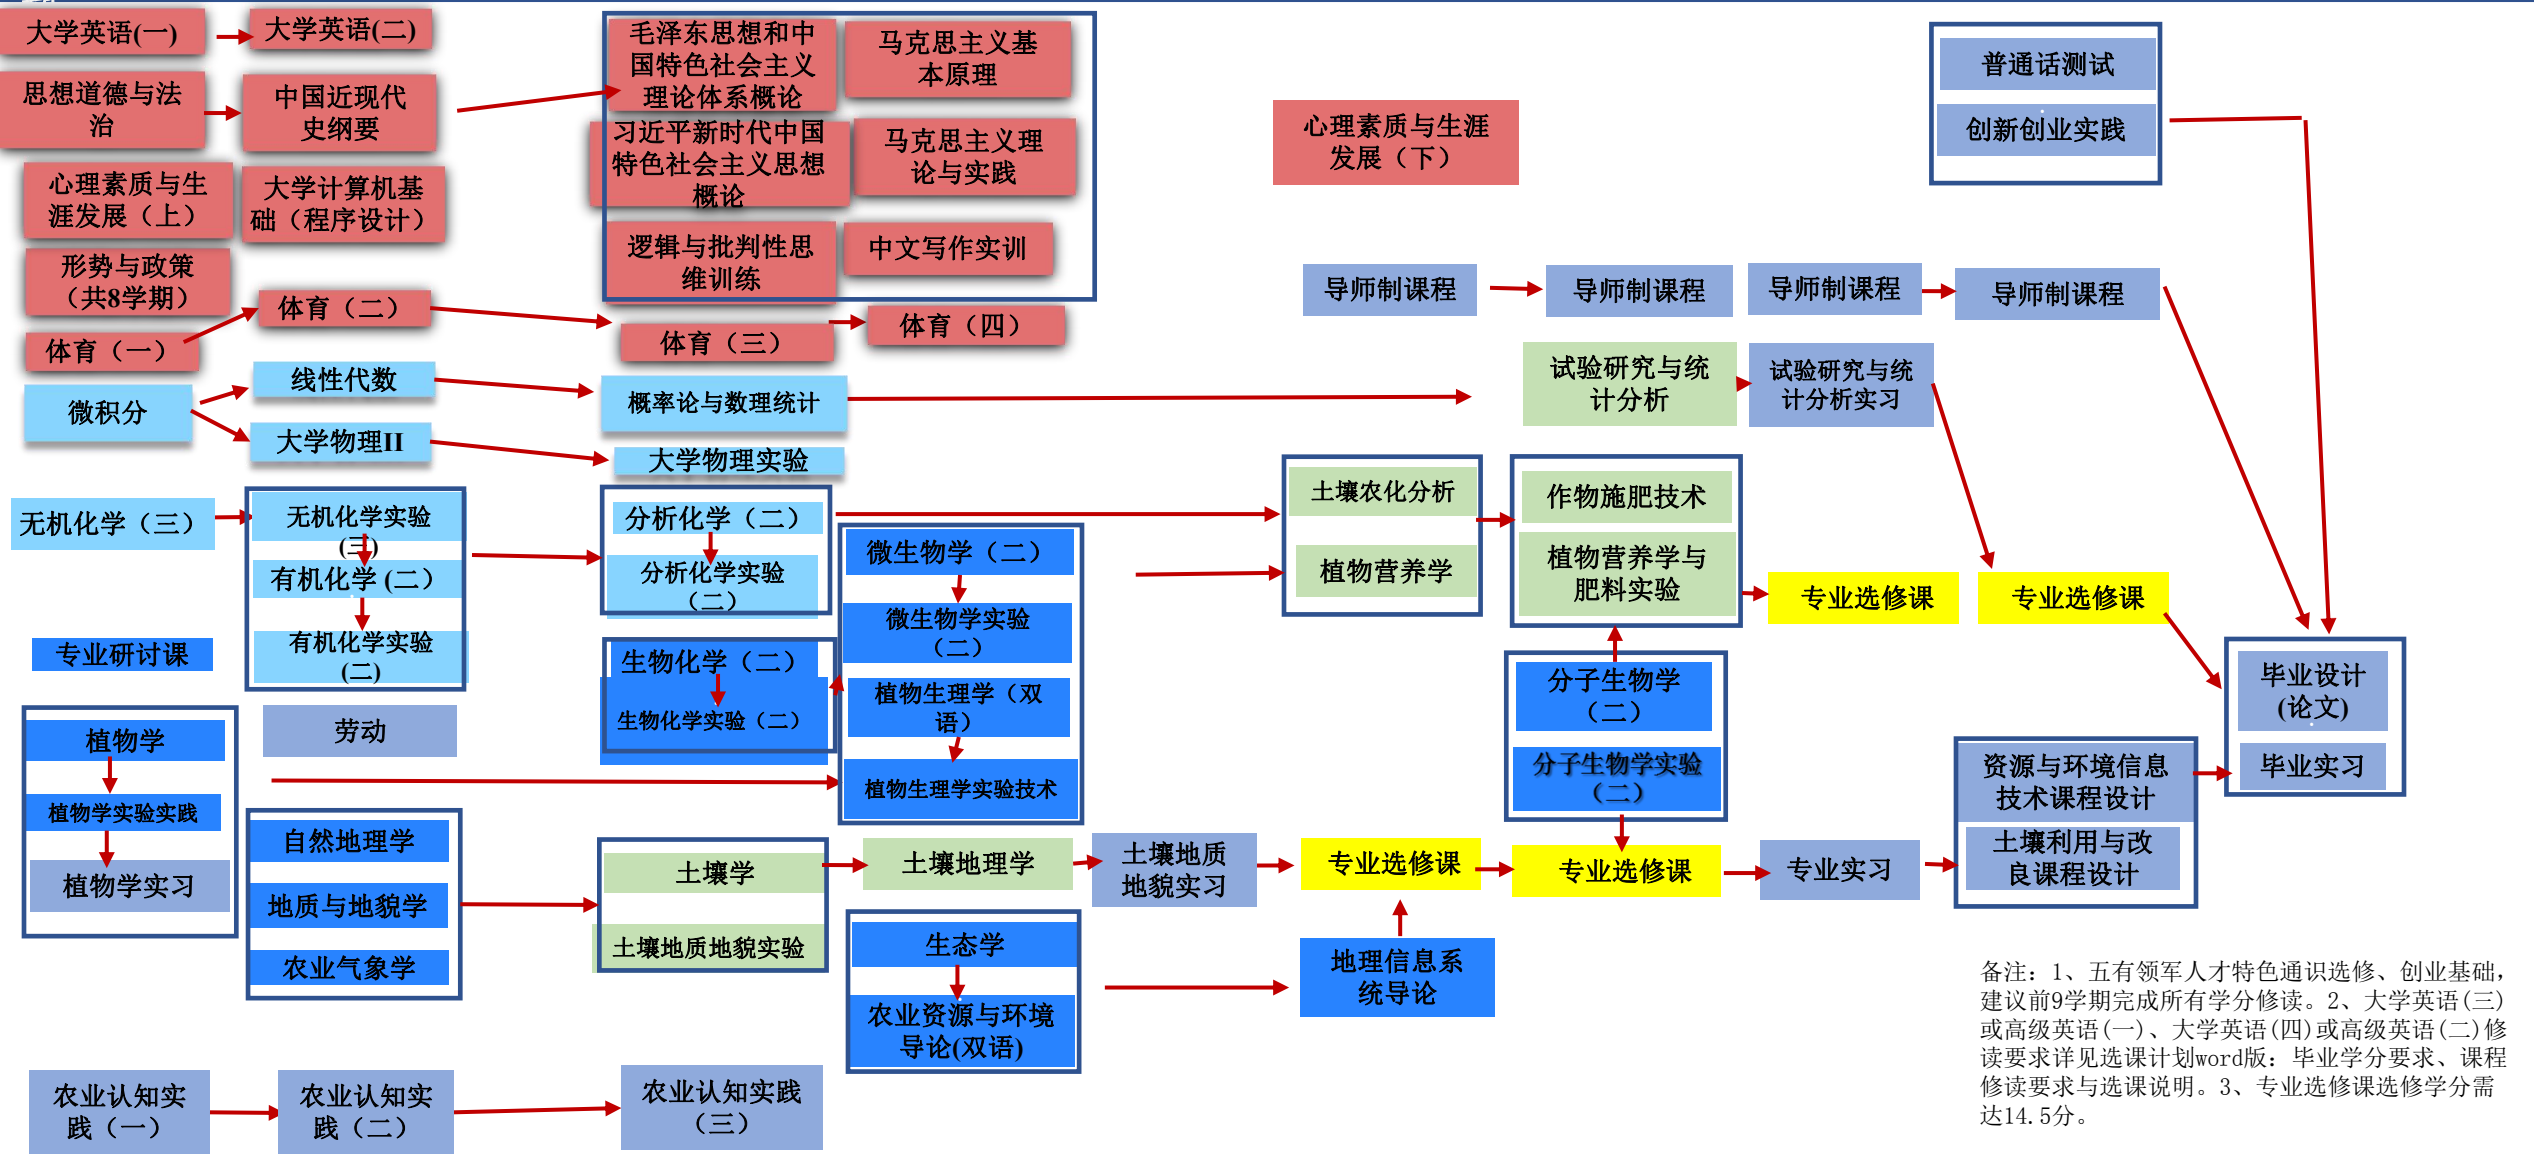 大学英语(一)
大学英语(二)
毛泽东思想和中
国特色社会主义
理论体系概论
马克思主义基
本原理
普通话测试
思想道德与法
治
中国近现代
史纲要
习近平新时代中国
特色社会主义思想
概论
马克思主义理
论与实践
心理素质与生涯
发展（下）
创新创业实践
心理素质与生
涯发展（上）
大学计算机基
础（程序设计）
逻辑与批判性思
维训练
中文写作实训
形势与政策
（共8学期）
导师制课程
导师制课程
导师制课程
导师制课程
体育（一）
体育（二）
体育（三）
体育（四）
微积分
线性代数
概率论与数理统计
试验研究与统
计分析
试验研究与统
计分析实习
大学物理II
大学物理实验
无机化学（三）
无机化学实验
(三)
有机化学 (二）
有机化学实验
(二)
分析化学（二）
分析化学实验
（二）
微生物学（二）
微生物学实验
（二）
植物生理学（双
语）
植物生理学实验技术
土壤农化分析
植物营养学
作物施肥技术
植物营养学与
肥料实验
专业选修课
专业选修课
专业研讨课
生物化学（二）
生物化学实验（二）
分子生物学
（二）
分子生物学实验
（二）
毕业设计
(论文)
毕业实习
植物学
植物学实验实践
植物学实习
劳动
自然地理学
地质与地貌学
农业气象学
土壤学
土壤地质地貌实验
土壤地理学
土壤地质
地貌实习
专业选修课
专业选修课
专业实习
资源与环境信息
技术课程设计
土壤利用与改
良课程设计
生态学
农业资源与环境
导论(双语)
地理信息系
统导论
农业认知实
践（一）
农业认知实
践（二）
农业认知实践
（三）
备注：1、五有领军人才特色通识选修、创业基础，
建议前9学期完成所有学分修读。2、大学英语(三)
或高级英语(一)、大学英语(四)或高级英语(二)修
读要求详见选课计划word版：毕业学分要求、课程
修读要求与选课说明。3、专业选修课选修学分需
达14.5分。